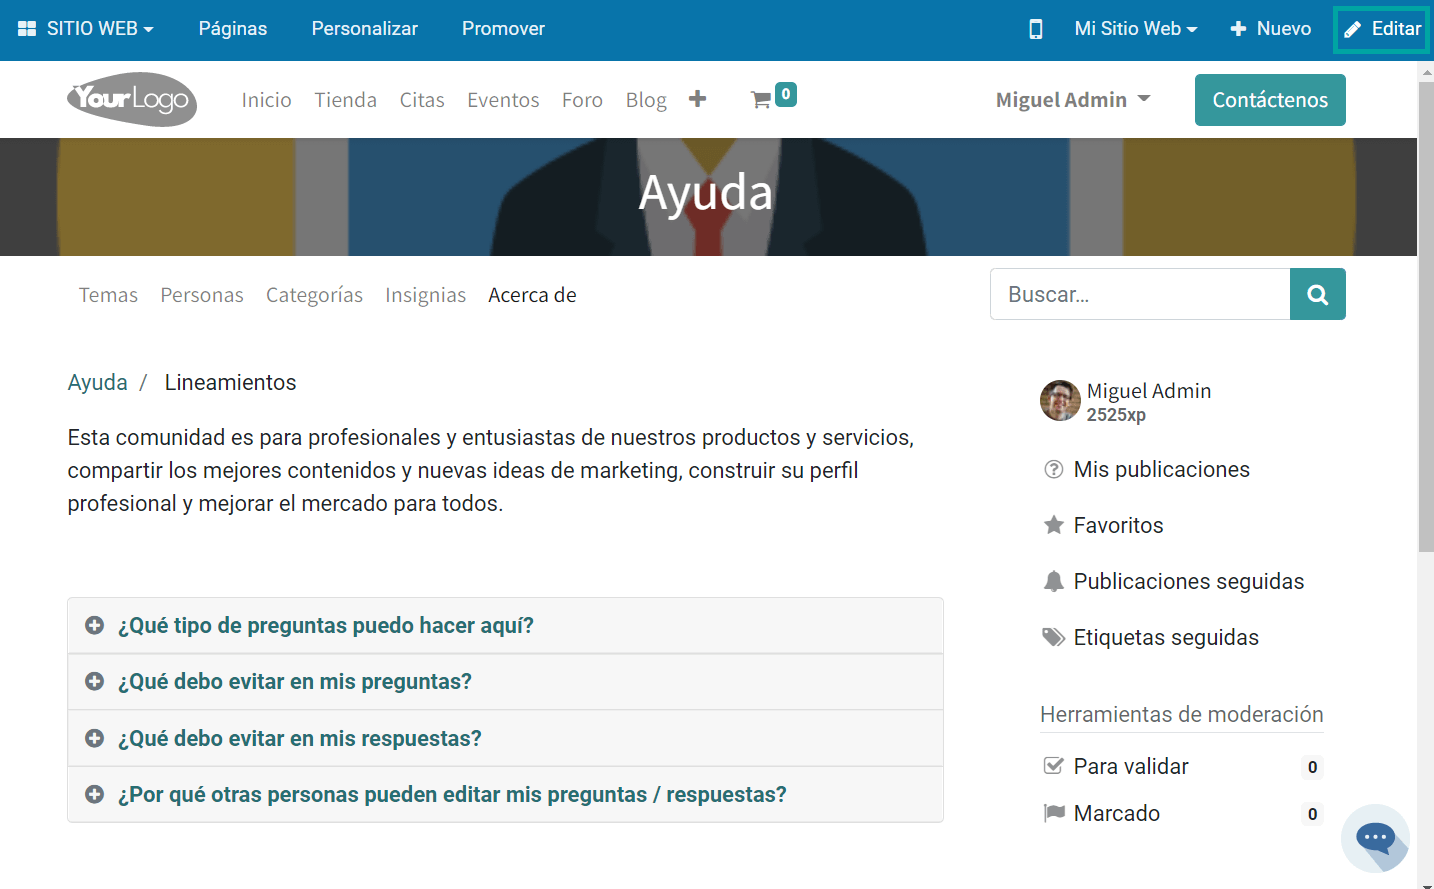 SITIO WEB Páginas Personalizar Promover Mi Sitio Web Nuevo Editar
YourLogo Inicio Tienda Citas Eventos Foro Blog 0 Miguel Admin Contáctenos
Ayuda
Temas Personas Categorías Insignias Acerca de Buscar...
Ayuda / Lineamientos
Esta comunidad es para profesionales y entusiastas de nuestros productos y servicios,
compartir los mejores contenidos y nuevas ideas de marketing, construir su perfil
profesional y mejorar el mercado para todos.
¿Qué tipo de preguntas puedo hacer aquí?
¿Qué debo evitar en mis preguntas?
¿Qué debo evitar en mis respuestas?
¿Por qué otras personas pueden editar mis preguntas / respuestas?
Miguel Admin
2525xp
Mis publicaciones
Favoritos
Publicaciones seguidas
Etiquetas seguidas
Herramientas de moderación
Para validar 0
Marcado 0